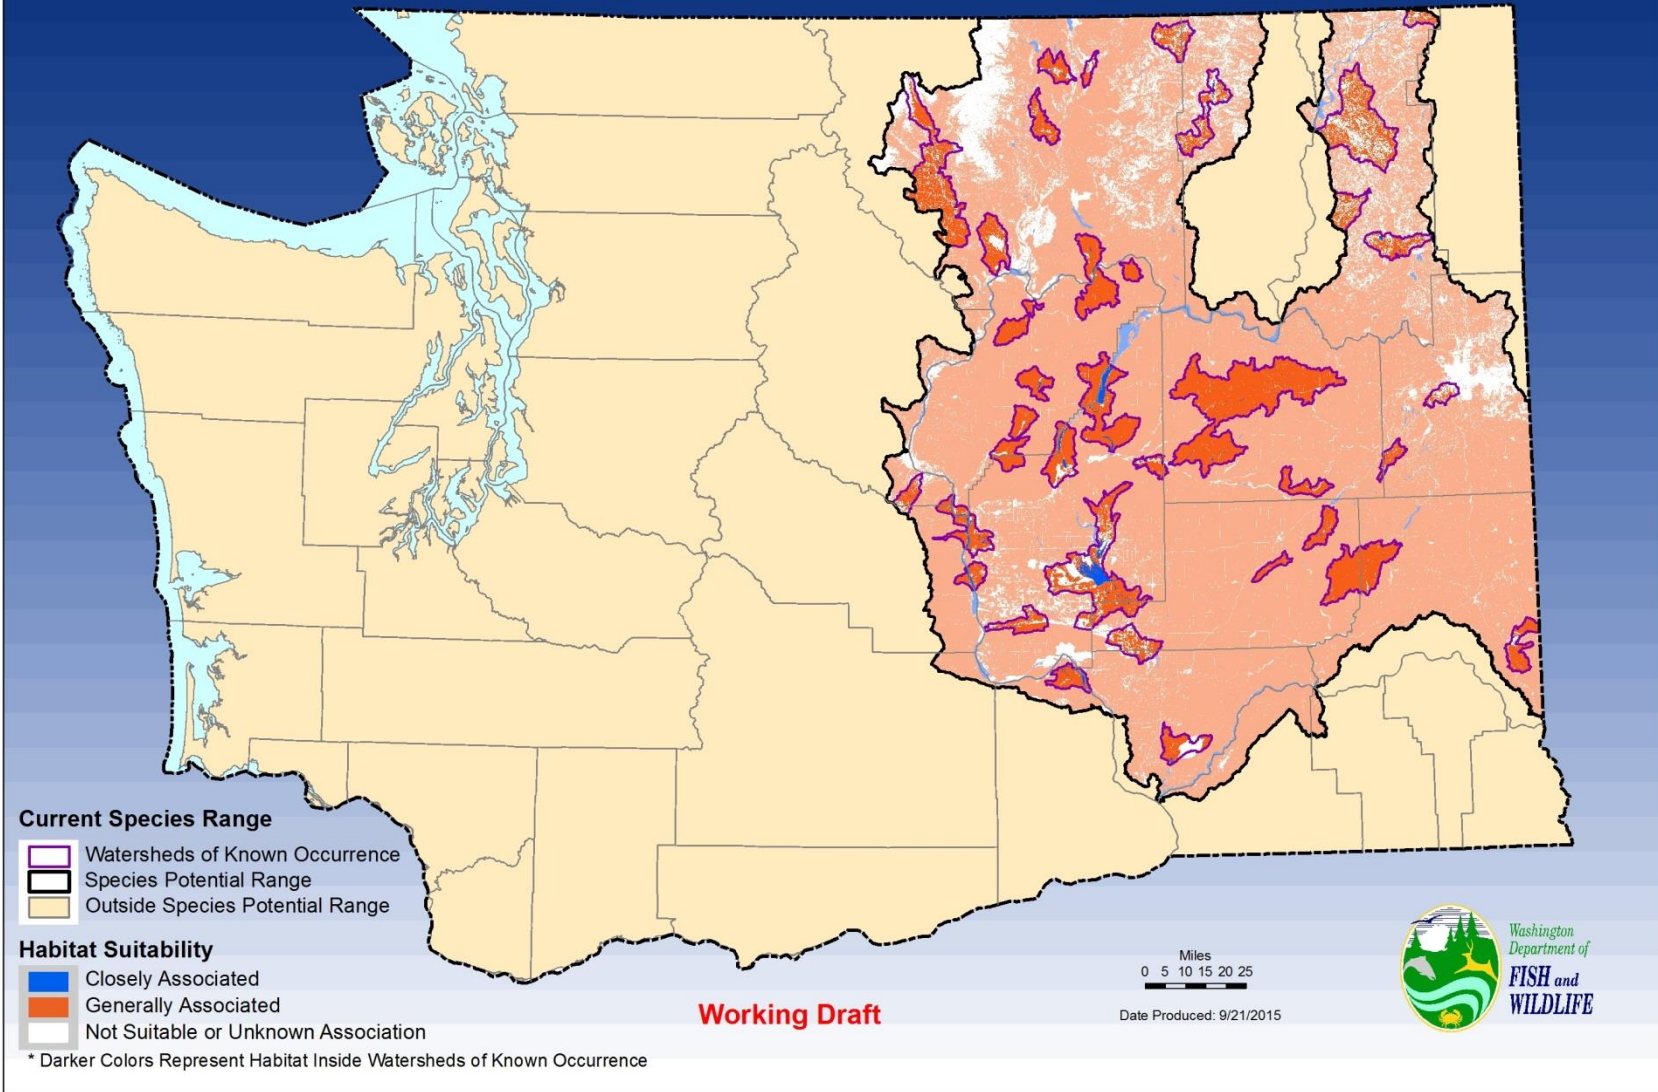 Current Species Range
Watersheds of Known Occurrence
Species Potential Range
Outside Species Potential Range
Habitat Suitability
Closely Associated
Generally Associated
Not Suitable or Unknown Association
* Darker Colors Represent Habitat Inside Watersheds of Known Occurrence
Working Draft
Miles
0 5 10 15 20 25
Date Produced: 9/21/2015
Washington
Department of
FISH and
WILDLIFE